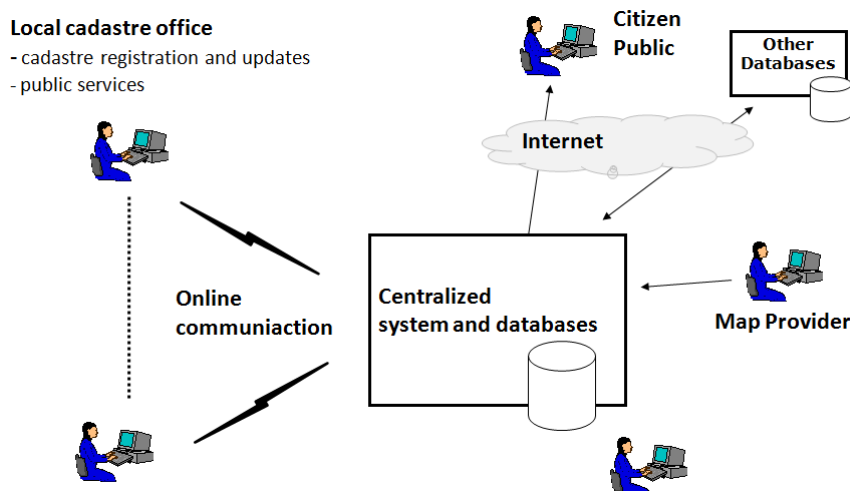 Local cadastre office
- cadastre registration and updates
- public services
Citizen
Public
Other
Databases
Internet
Online
communiaction
Centralized
system and databases
Map Provider